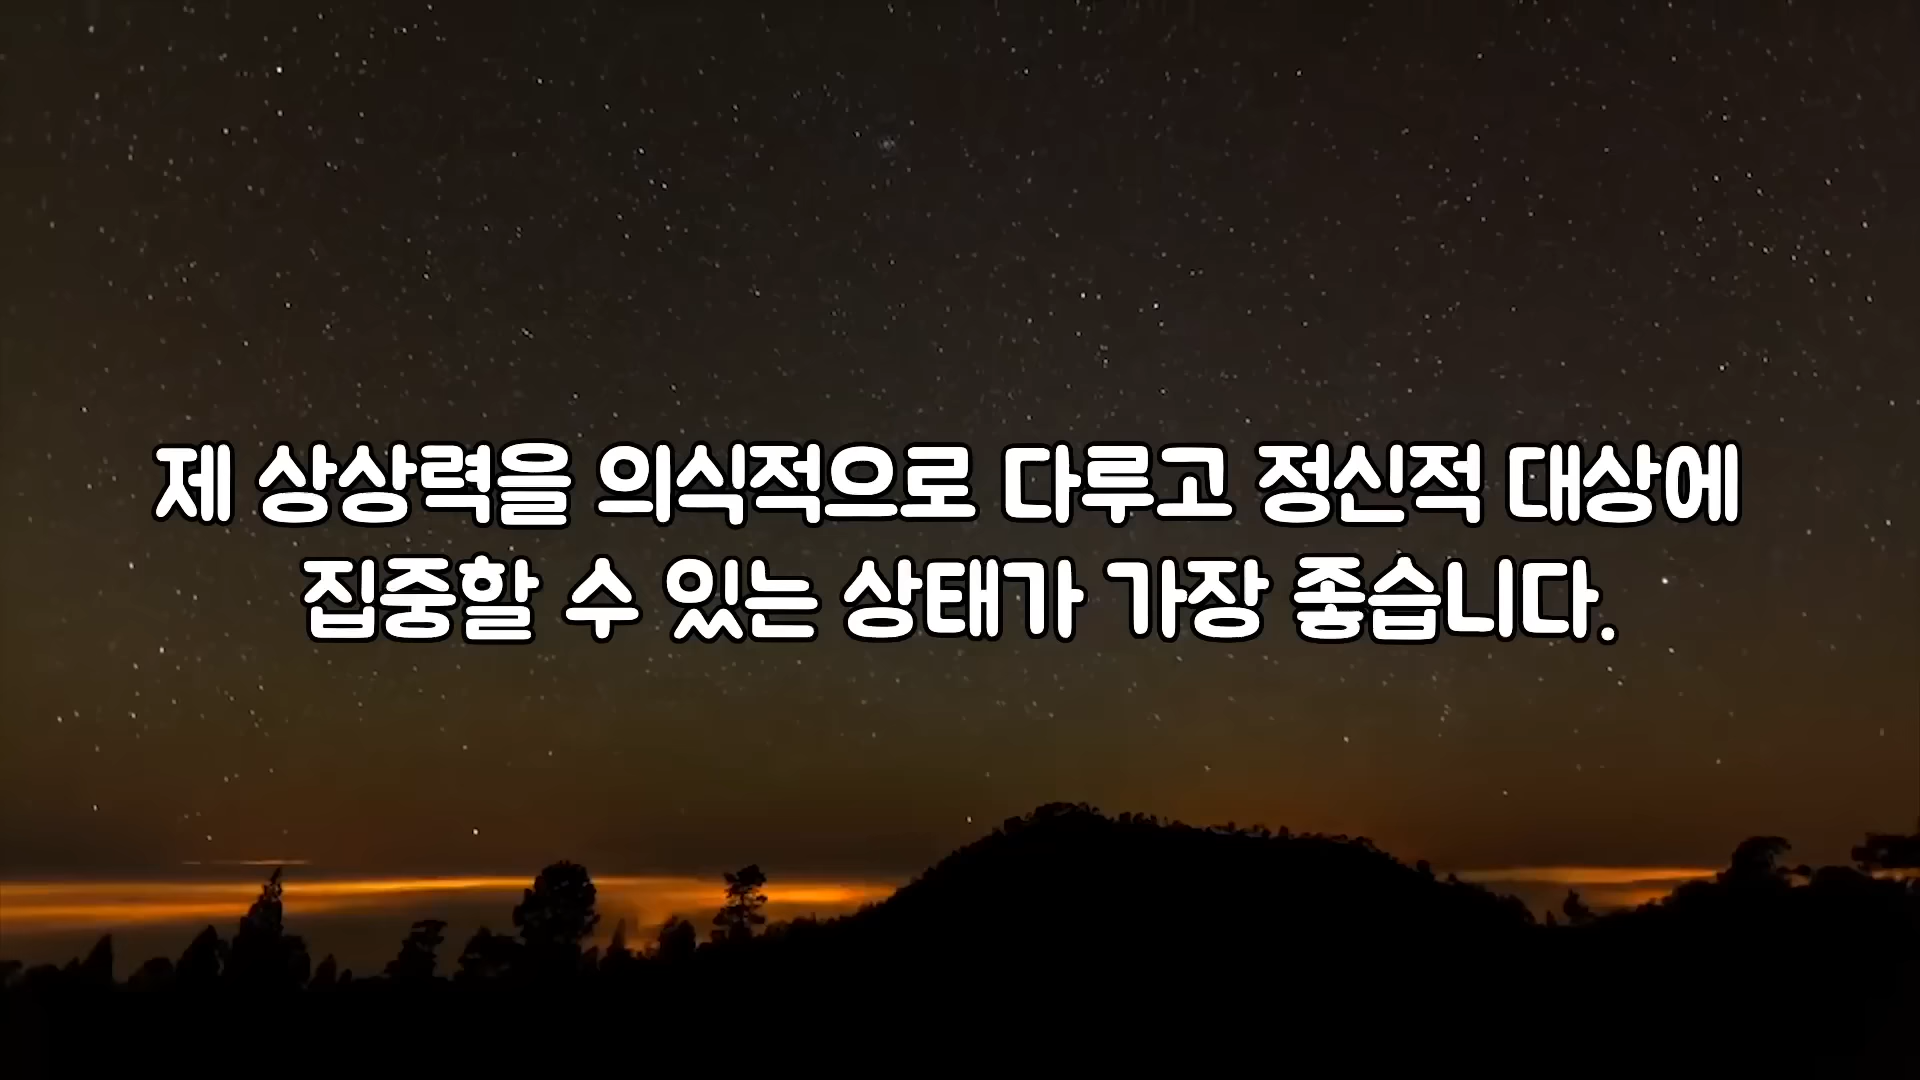 제 상상력을 의식적으로 다루고 정신적 대상에
집중할 수 있는 상태가 가장 좋습니다.